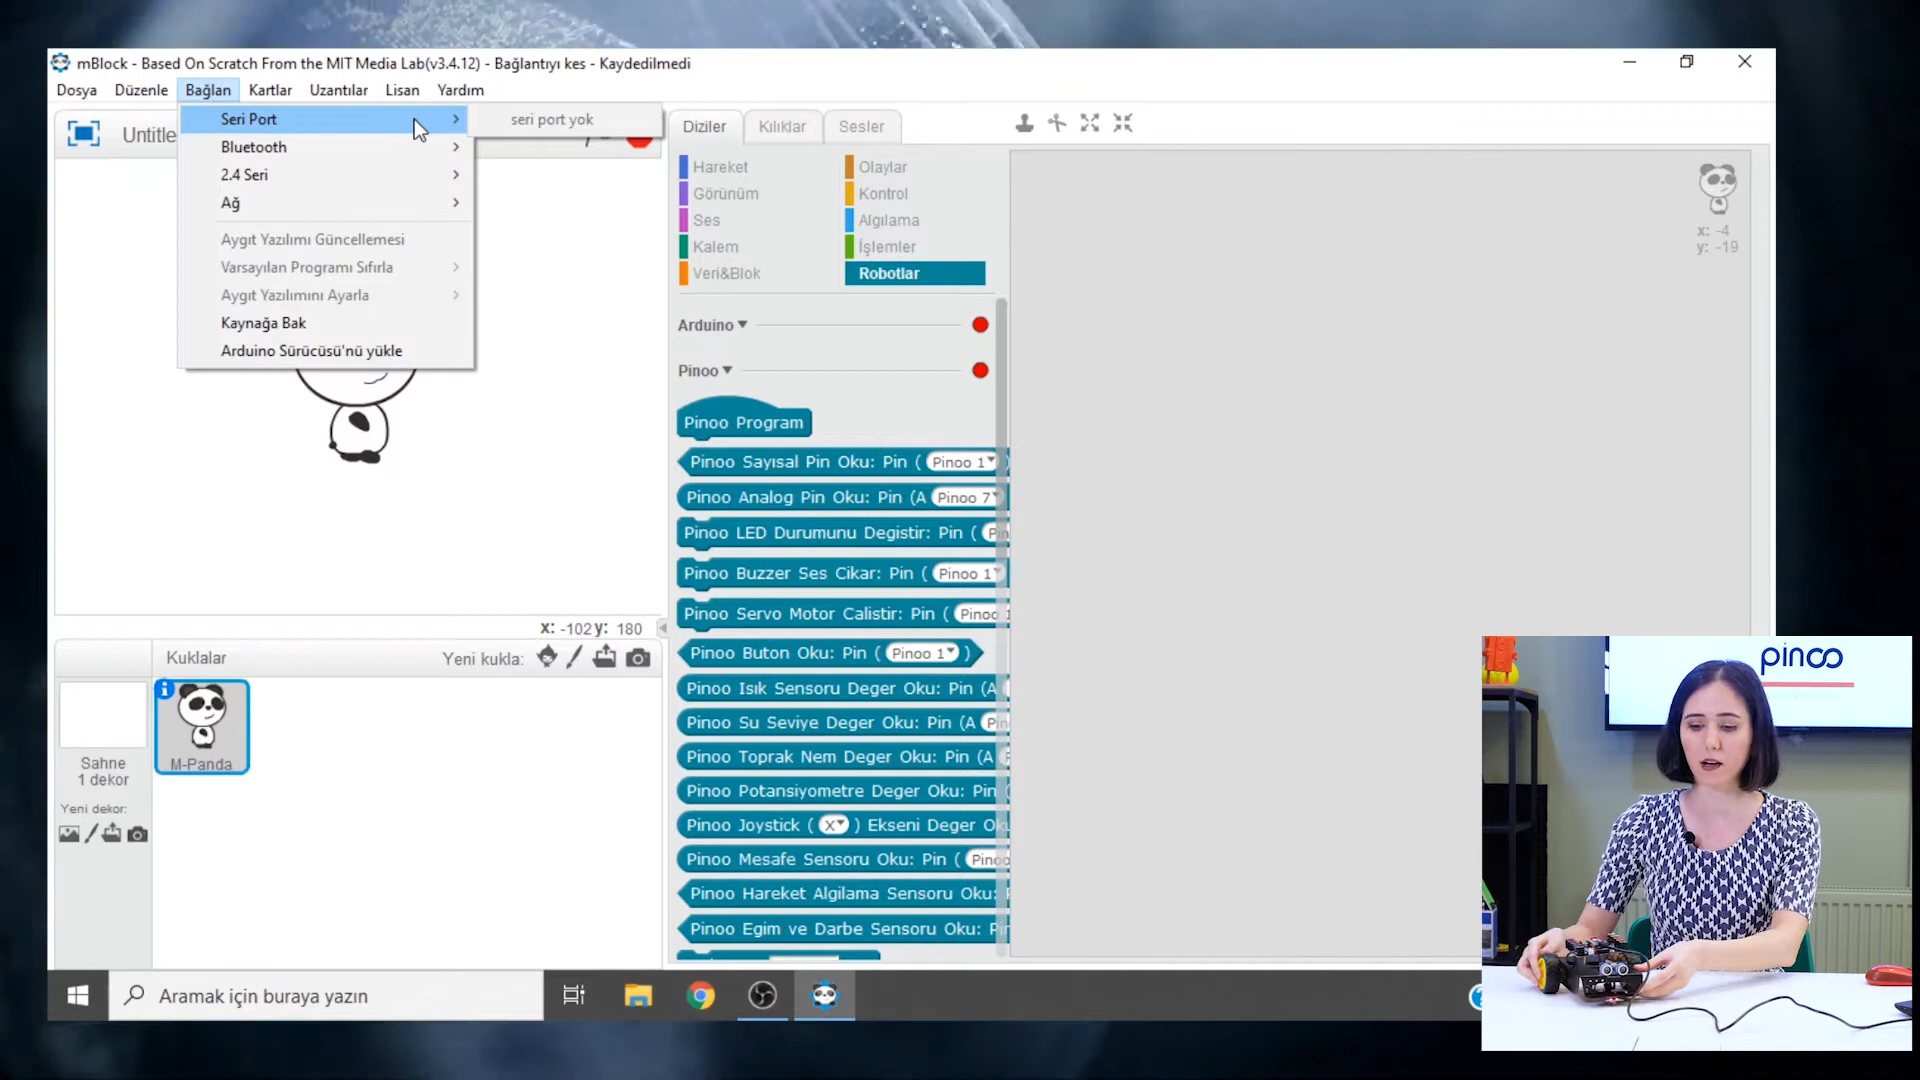 mBlock - Based On Scratch From the MIT Media Lab(v3.4.12) - Bağlantıyı kes - Kaydedilmedi
Dosya Düzenle Bağlan Kartlar Uzantılar Lisan Yardım
Untitle
Seri Port
seri port yok
Bluetooth
2.4 Seri
Ağ
Aygıt Yazılımı Güncellemesi
Varsayılan Programı Sıfırla
Aygıt Yazılımını Ayarla
Kaynağa Bak
Arduino Sürücüsü'nü yükle
x: -102 y: 180
Kuklalar
Yeni kukla:
M-Panda
Sahne
1 dekor
Yeni dekor:
Diziler Kılıklar Sesler
Hareket Olaylar
Görünüm Kontrol
Ses Algılama
Kalem İşlemler
Veri&Blok Robotlar
Arduino
Pinoo
Pinoo Program
Pinoo Sayısal Pin Oku: Pin ( Pinoo 1 )
Pinoo Analog Pin Oku: Pin (A Pinoo 7
Pinoo LED Durumunu Degistir: Pin ( Pin
Pinoo Buzzer Ses Cikar: Pin ( Pinoo 1
Pinoo Servo Motor Calistir: Pin ( Pinoo 1
Pinoo Buton Oku: Pin ( Pinoo 1 )
Pinoo Isık Sensoru Deger Oku: Pin (A
Pinoo Su Seviye Deger Oku: Pin (A Pin
Pinoo Toprak Nem Deger Oku: Pin (A
Pinoo Potansiyometre Deger Oku: Pin
Pinoo Joystick ( X ) Ekseni Deger Oku
Pinoo Mesafe Sensoru Oku: Pin ( Pinoo
Pinoo Hareket Algilama Sensoru Oku:
Pinoo Egim ve Darbe Sensoru Oku: Pin
x: -4
y: -19
pinoo
Aramak için buraya yazın